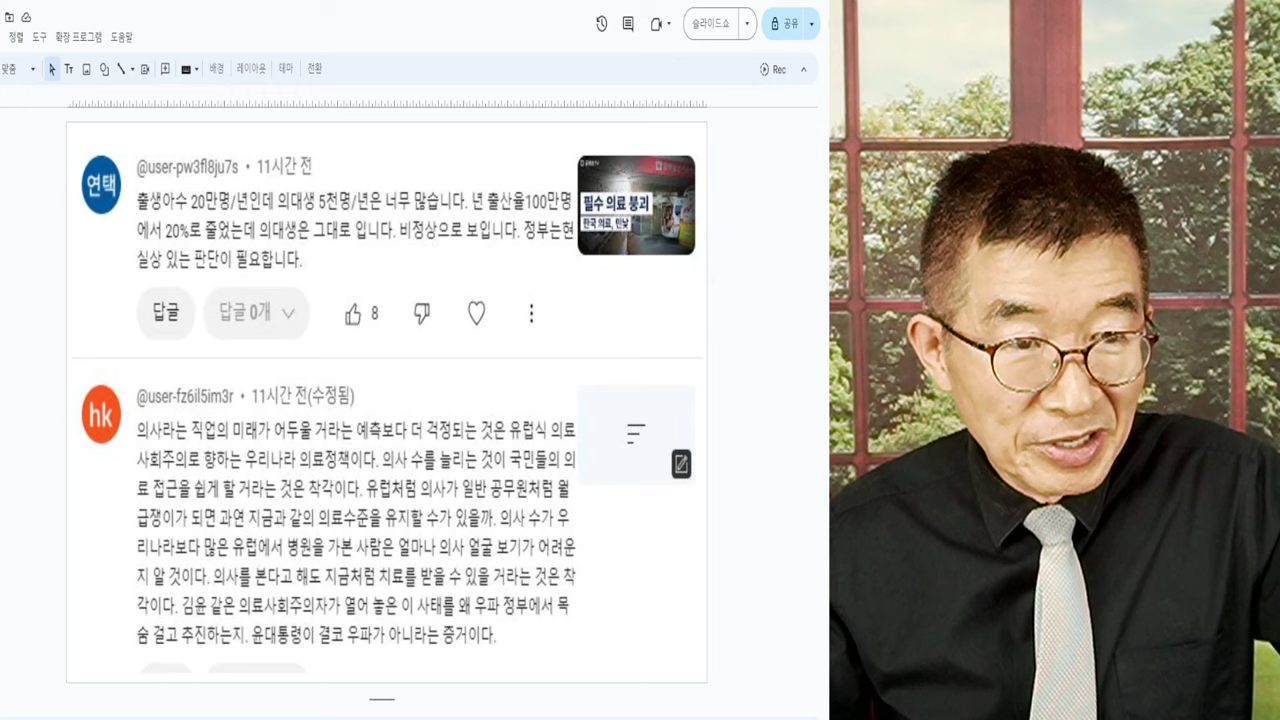 정렬 도구 확장 프로그램 도움말
슬라이드쇼
공유
맞춤
Tт
배경 레이아웃 테마 전환
Rec
연택
@user-pw3fl8ju7s • 11시간 전
출생아수 20만명/년인데 의대생 5천명/년은 너무 많습니다. 년 출산율100만명
에서 20%로 줄었는데 의대생은 그대로 입니다. 비정상으로 보입니다. 정부는현
실상 있는 판단이 필요합니다.
필수 의료 붕괴
한국 의료, 민낯
답글
답글 0개
8
hk
@user-fz6il5im3r • 11시간 전(수정됨)
의사라는 직업의 미래가 어두울 거라는 예측보다 더 걱정되는 것은 유럽식 의료
사회주의로 향하는 우리나라 의료정책이다. 의사 수를 늘리는 것이 국민들의 의
료 접근을 쉽게 할 거라는 것은 착각이다. 유럽처럼 의사가 일반 공무원처럼 월
급쟁이가 되면 과연 지금과 같의 의료수준을 유지할 수가 있을까. 의사 수가 우
리나라보다 많은 유럽에서 병원을 가본 사람은 얼마나 의사 얼굴 보기가 어려운
지 알 것이다. 의사를 본다고 해도 지금처럼 치료를 받을 수 있을 거라는 것은 착
각이다. 김윤 같은 의료사회주의자가 열어 놓은 이 사태를 왜 우파 정부에서 목
숨 걸고 추진하는지. 윤대통령이 결코 우파가 아니라는 증거이다.